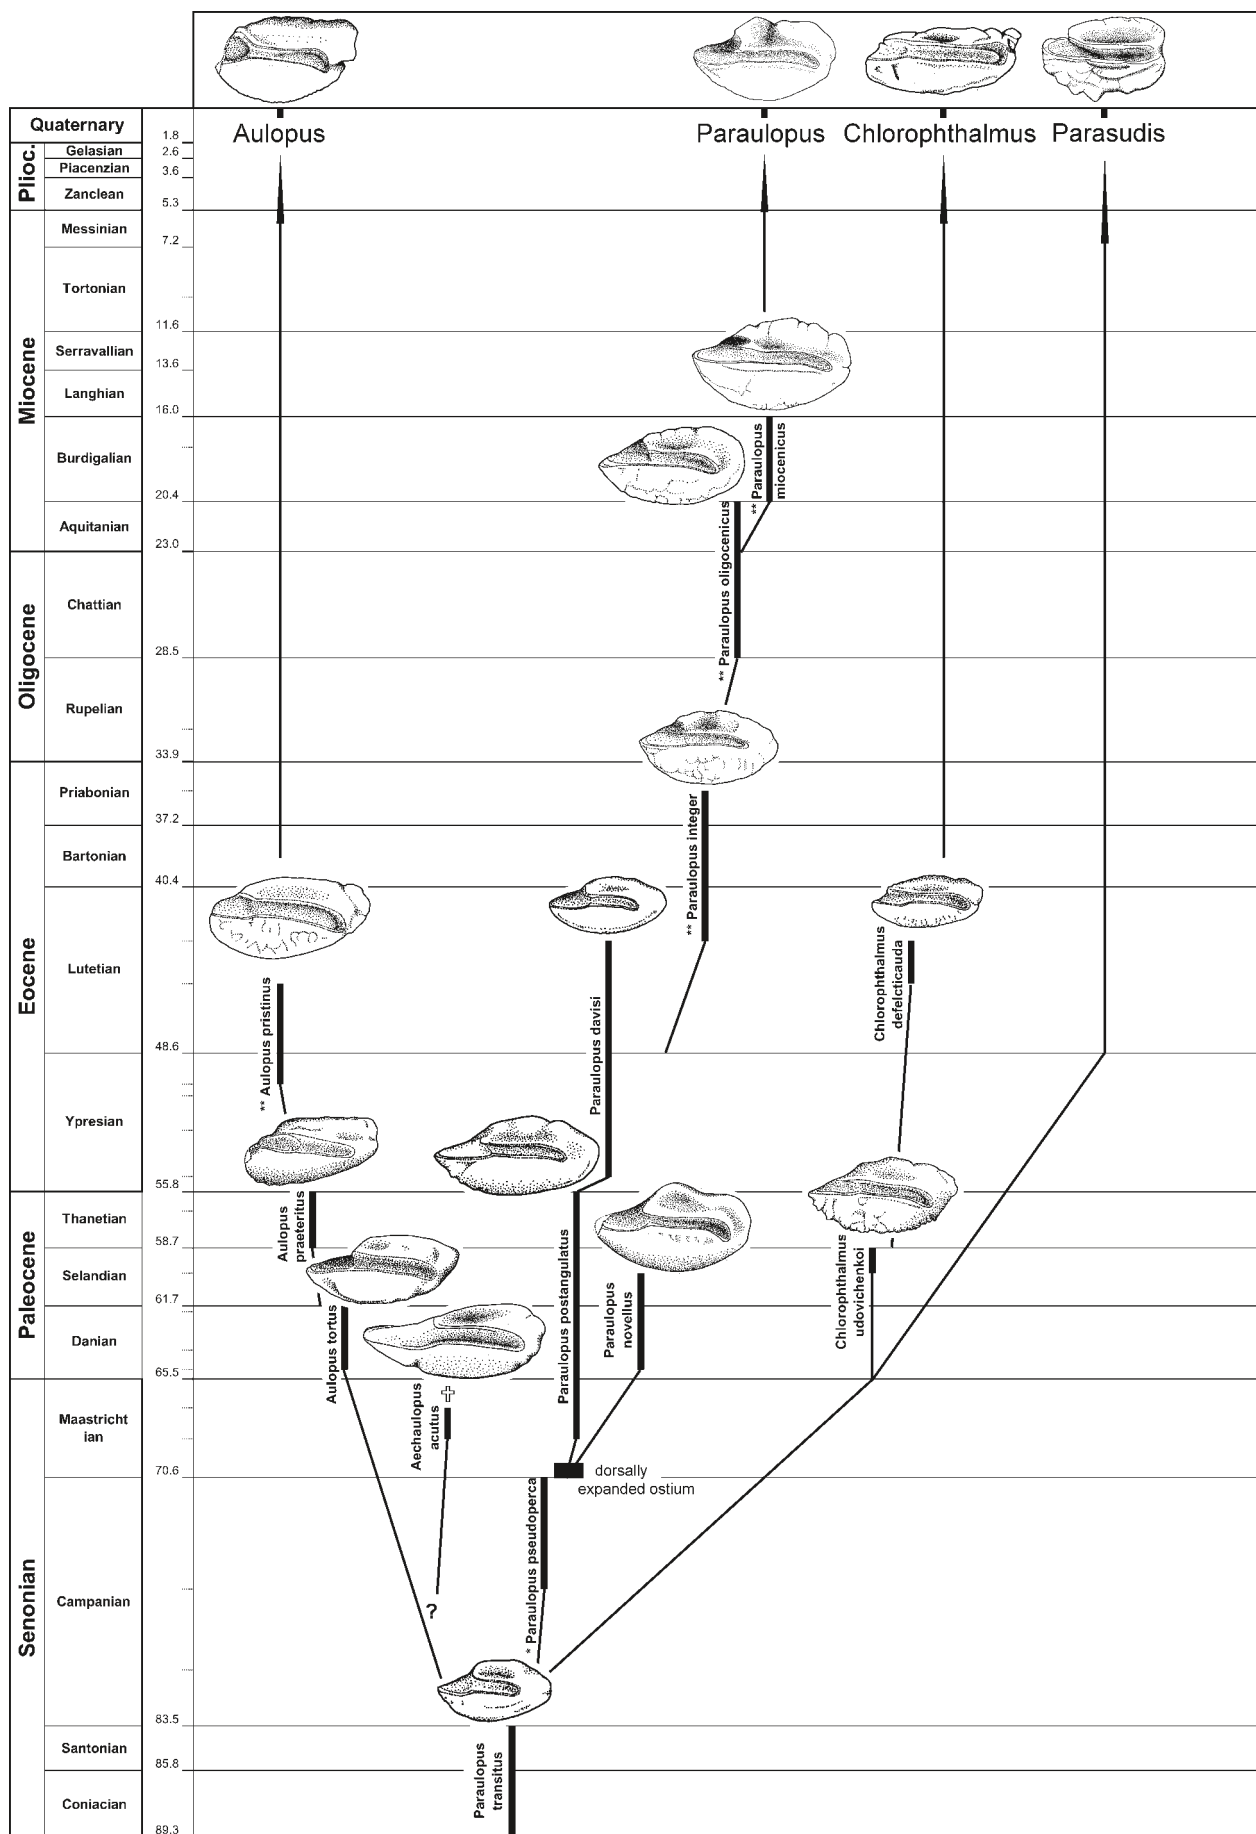 Quaternary
1.8
Aulopus
Paraulopus
Chlorophthalmus
Parasudis
Plioc.
Gelasian
2.6
Piacenzian
3.6
Zanclean
5.3
Miocene
Messinian
7.2
Tortonian
11.6
Serravallian
13.6
Langhian
16.0
Burdigalian
** Paraulopus
miocenicus
20.4
Aquitanian
23.0
Oligocene
Chattian
** Paraulopus oligocenicus
28.5
Rupelian
33.9
Eocene
Priabonian
37.2
** Paraulopus integer
Bartonian
40.4
Lutetian
** Aulopus pristinus
Paraulopus davisi
Chlorophthalmus
defelcticauda
48.6
Ypresian
55.8
Paleocene
Thanetian
Aulopus
praeteritus
58.7
Selandian
61.7
Danian
Aulopus tortus
Paraulopus postangulatus
Paraulopus
novellus
Chlorophthalmus
udovichenkoi
65.5
Senonian
Maastricht
ian
Aechaulopus
acutus
70.6
dorsally
expanded ostium
Campanian
* Paraulopus pseudoperca
?
83.5
Santonian
85.8
Paraulopus
transitus
Coniacian
89.3